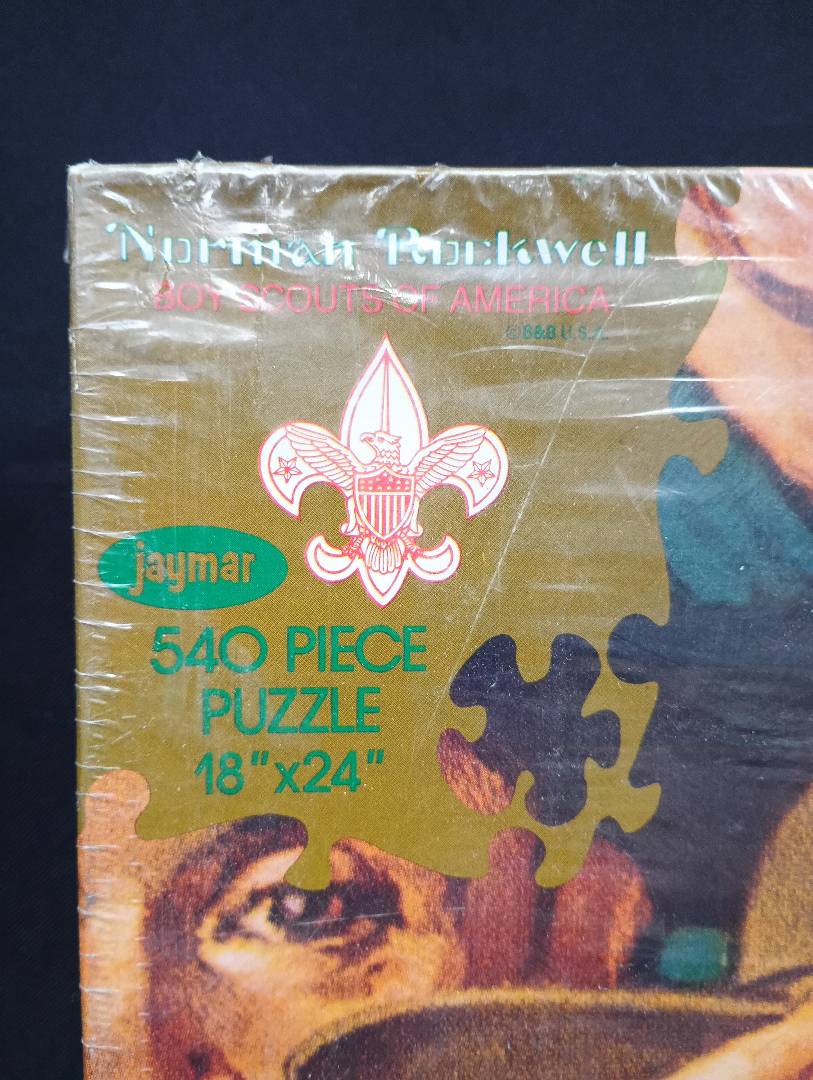 Norman Rockwell
BOY SCOUTS OF AMERICA
©B&B U.S.A.
jaymar
540 PIECE
PUZZLE
18"x24"